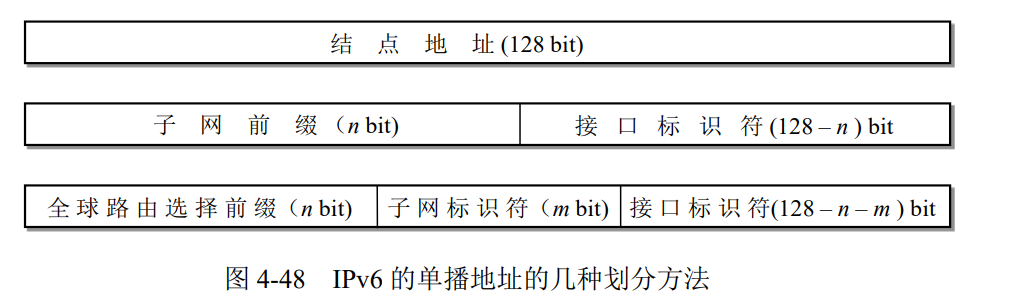 结点地址(128 bit)
子网前缀（n bit) 接口标识符(128 – n ) bit
全球路由选择前缀（n bit) 子网标识符（m bit) 接口标识符(128 – n – m ) bit
图 4-48 IPv6 的单播地址的几种划分方法